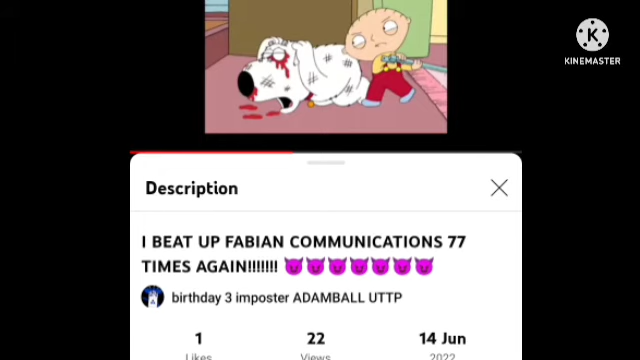 K
KINEMASTER
Description
I BEAT UP FABIAN COMMUNICATIONS 77
TIMES AGAIN!!!!!!! 😈😈😈😈😈😈😈
birthday 3 imposter ADAMBALL UTTP
1 22 14 Jun
Likes Views 2022